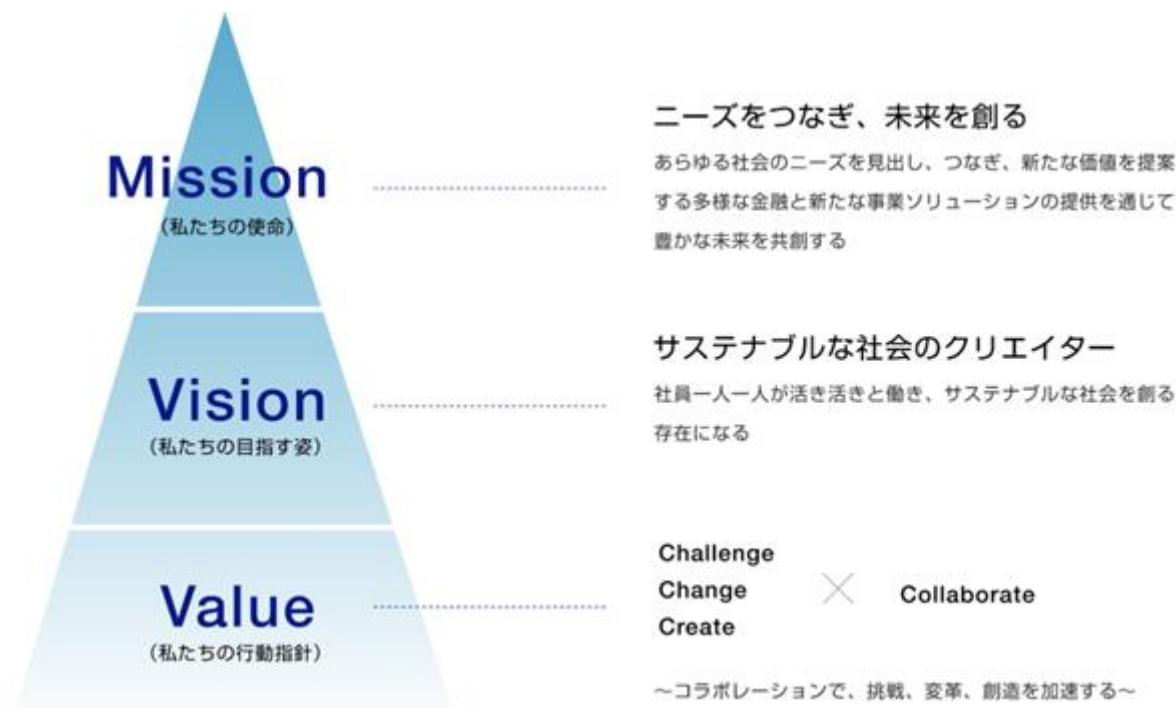 Mission
（私たちの使命）
ニーズをつなぎ、未来を創る
あらゆる社会のニーズを見出し、つなぎ、新たな価値を提案
する多様な金融と新たな事業ソリューションの提供を通じて
豊かな未来を共創する
Vision
（私たちの目指す姿）
サステナブルな社会のクリエイター
社員一人一人が活き活きと働き、サステナブルな社会を創る
存在になる
Value
（私たちの行動指針）
Challenge
Change × Collaborate
Create
～コラボレーションで、挑戦、変革、創造を加速する～